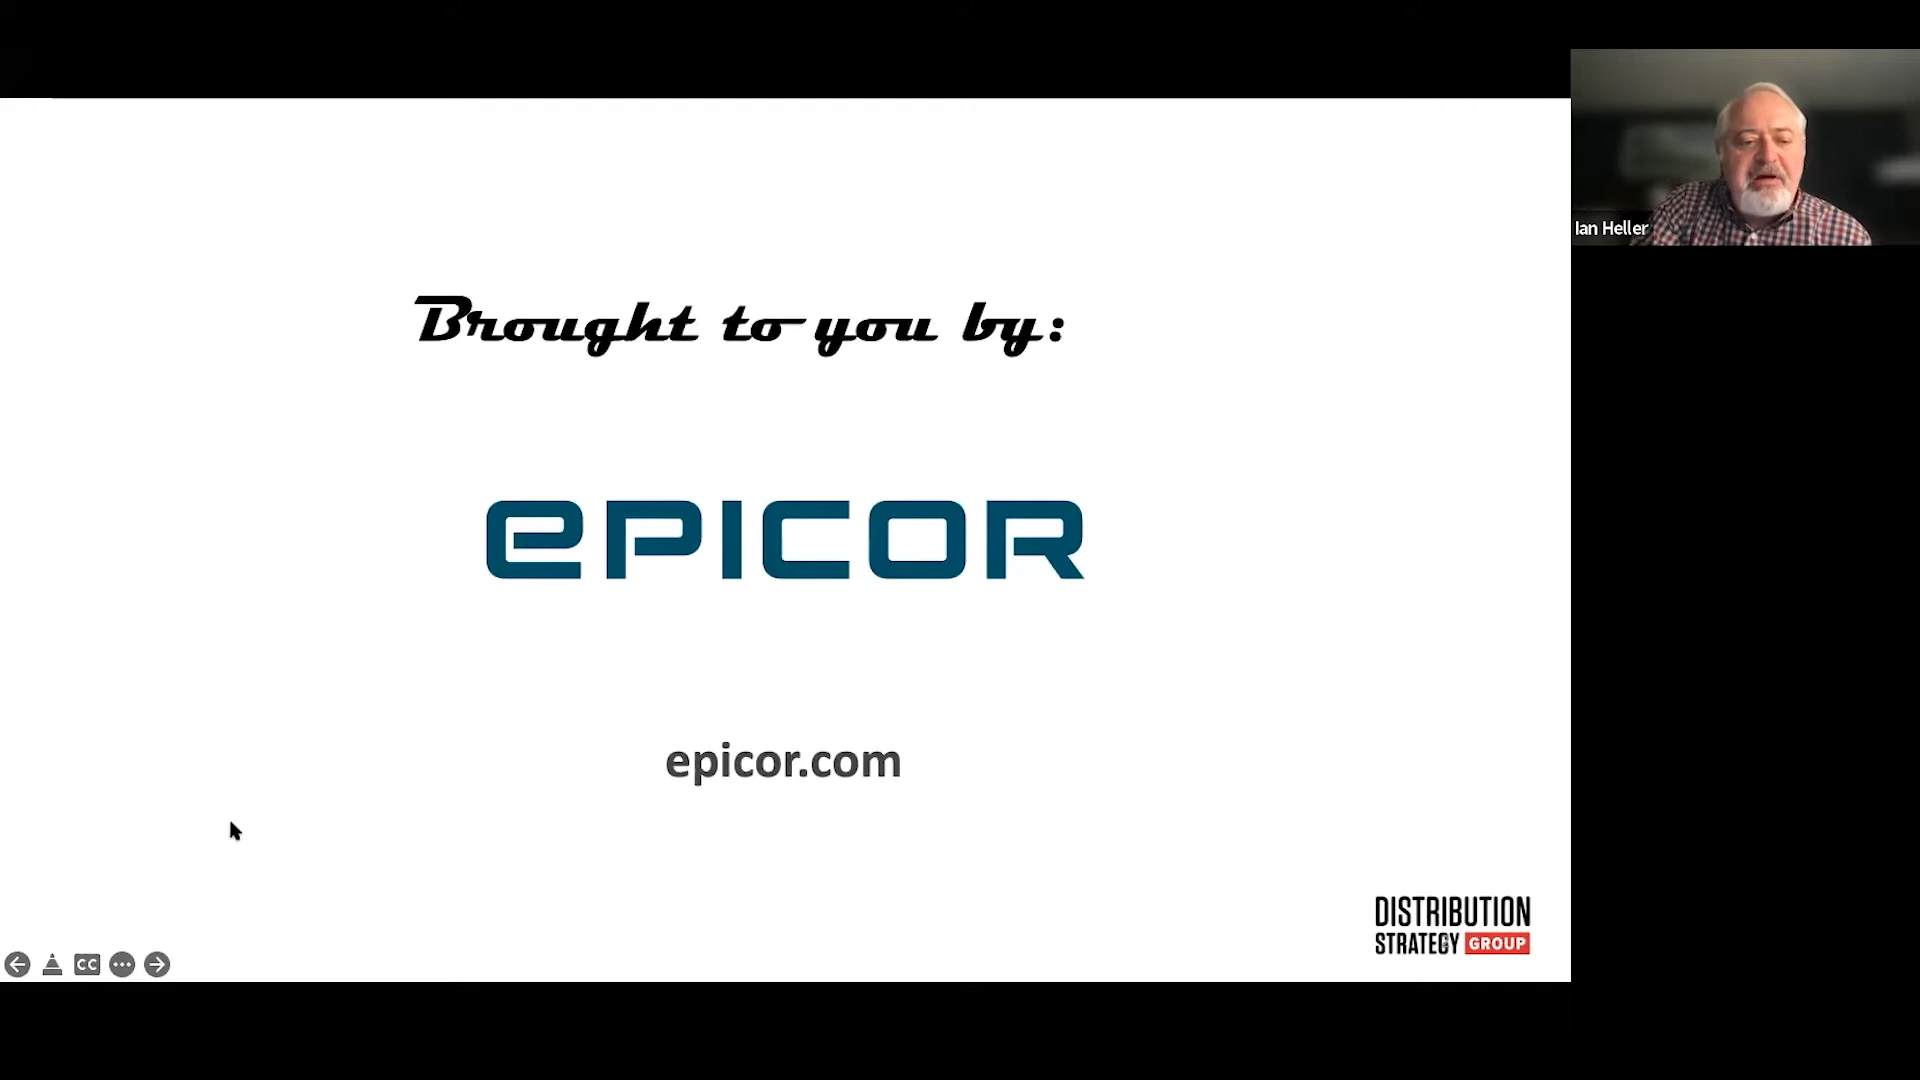 Brought to you by:
epicor
epicor.com
DISTRIBUTION
STRATEGY GROUP
CC
Ian Heller